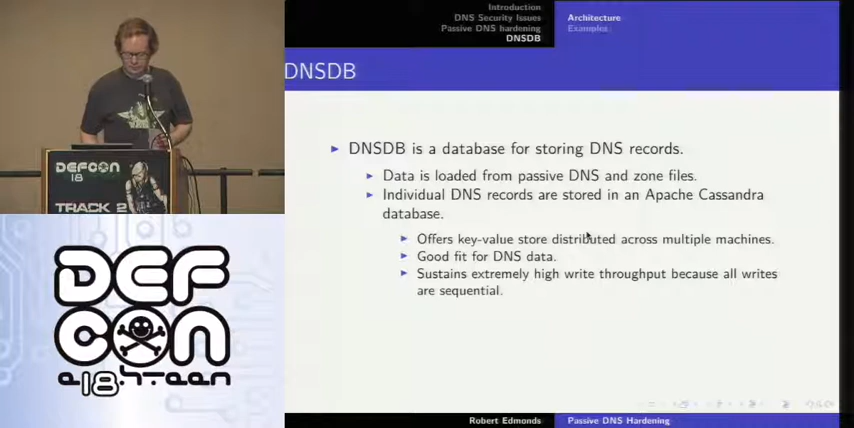 Introduction
DNS Security Issues
Passive DNS hardening
DNSDB
Architecture
Examples
DNSDB
DNSDB is a database for storing DNS records.
Data is loaded from passive DNS and zone files.
Individual DNS records are stored in an Apache Cassandra
database.
Offers key-value store distributed across multiple machines.
Good fit for DNS data.
Sustains extremely high write throughput because all writes
are sequential.
Robert Edmonds
Passive DNS Hardening
DEFCON
18
TRACK 2
DEF
CON
e18.h+een